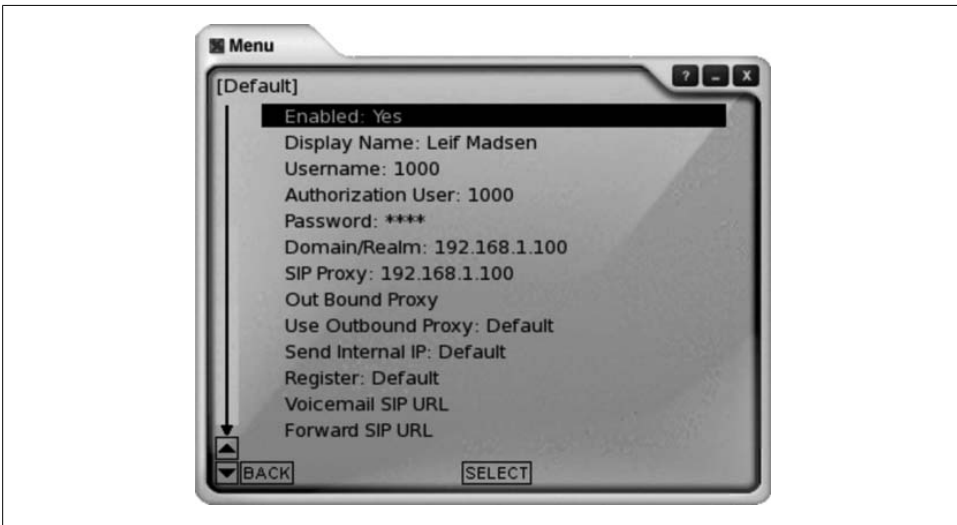 Menu
? - X
[Default]
Enabled: Yes
Display Name: Leif Madsen
Username: 1000
Authorization User: 1000
Password: ****
Domain/Realm: 192.168.1.100
SIP Proxy: 192.168.1.100
Out Bound Proxy
Use Outbound Proxy: Default
Send Internal IP: Default
Register: Default
Voicemail SIP URL
Forward SIP URL
BACK SELECT